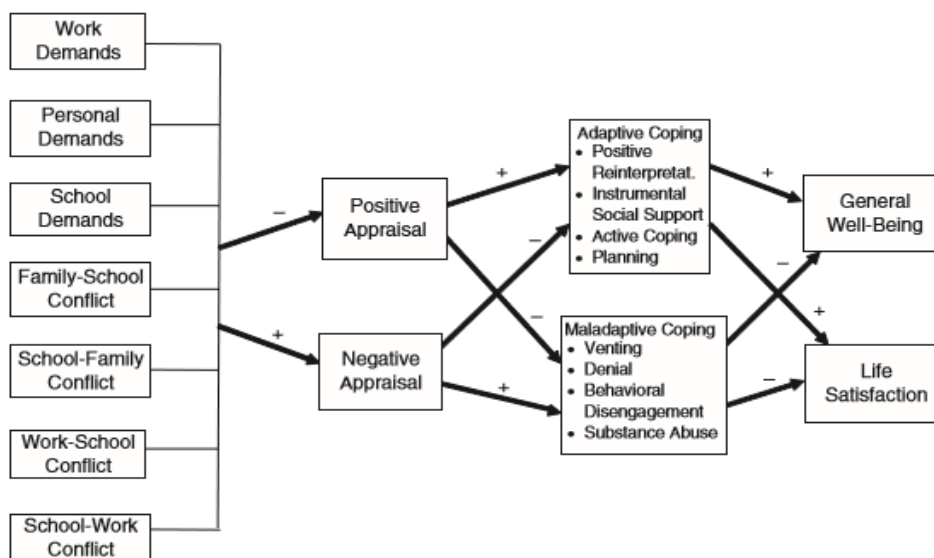 Work
Demands
Personal
Demands
School
Demands
Family-School
Conflict
School-Family
Conflict
Work-School
Conflict
School-Work
Conflict
–
+
Positive
Appraisal
Negative
Appraisal
+
–
–
+
Adaptive Coping
• Positive
Reinterpretat.
• Instrumental
Social Support
• Active Coping
• Planning
Maladaptive Coping
• Venting
• Denial
• Behavioral
Disengagement
• Substance Abuse
+
–
+
–
General
Well-Being
Life
Satisfaction